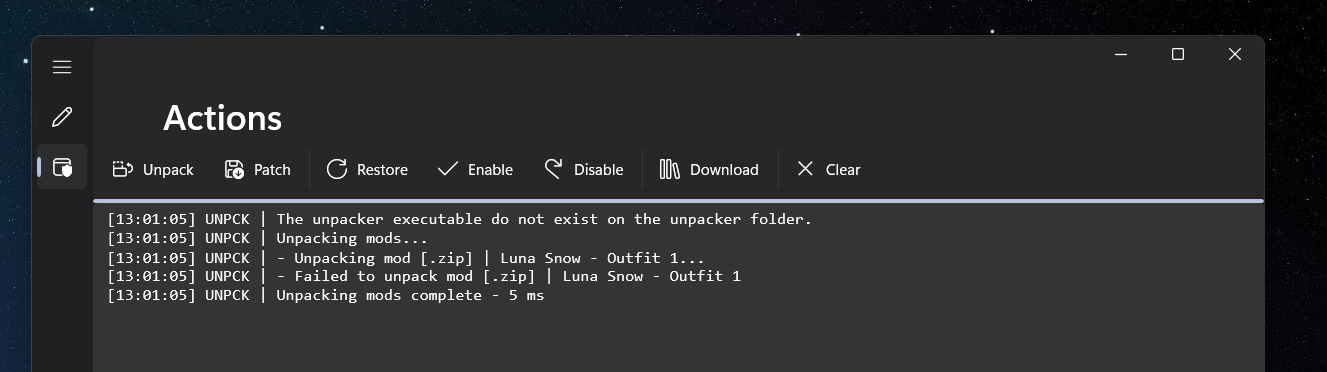 Actions
Unpack Patch Restore Enable Disable Download Clear
[13:01:05] UNPCK | The unpacker executable do not exist on the unpacker folder.
[13:01:05] UNPCK | Unpacking mods...
[13:01:05] UNPCK | - Unpacking mod [.zip] | Luna Snow - Outfit 1...
[13:01:05] UNPCK | - Failed to unpack mod [.zip] | Luna Snow - Outfit 1
[13:01:05] UNPCK | Unpacking mods complete - 5 ms